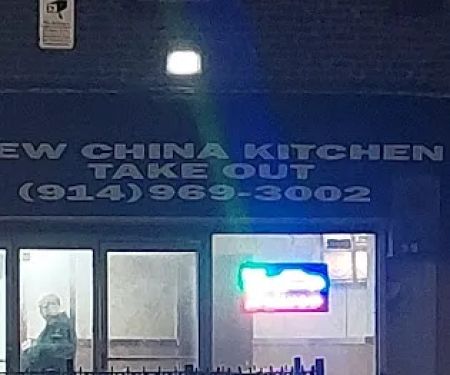 EW CHINA KITCHEN
TAKE OUT
(914)969-3002